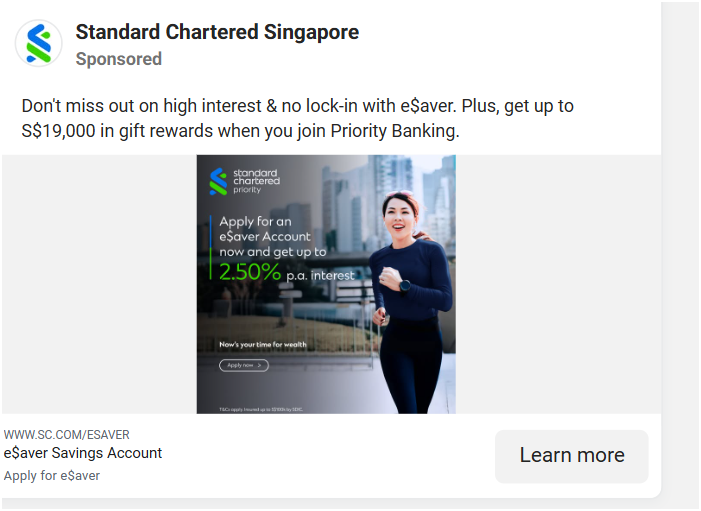 Standard Chartered Singapore
Sponsored
Don't miss out on high interest & no lock-in with e$aver. Plus, get up to
S$19,000 in gift rewards when you join Priority Banking.
standard
chartered
priority
Apply for an
e$aver Account
now and get up to
2.50% p.a. interest
Now's your time for wealth
Apply now >
T&Cs apply Insured up to
by SDIC
WWW.SC.COM/ESAVER
e$aver Savings Account
Apply for e$aver
Learn more